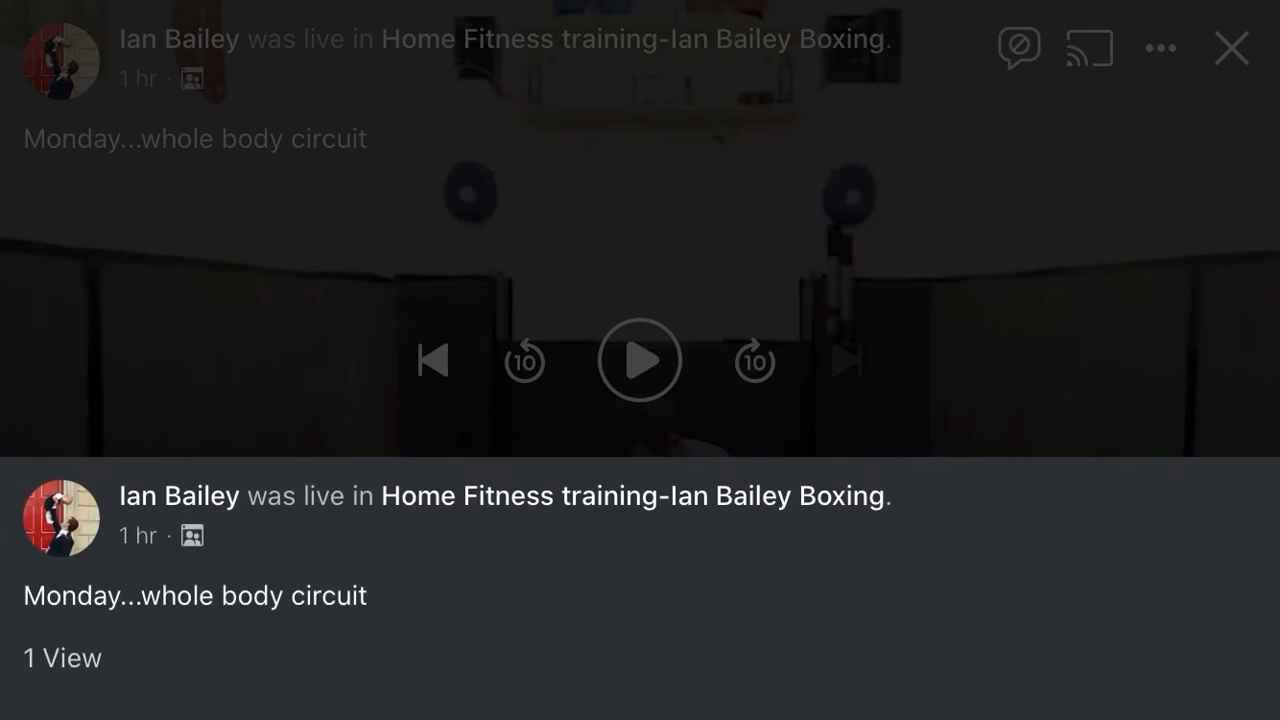 Ian Bailey was live in Home Fitness training-Ian Bailey Boxing.
1 hr ·
Monday...whole body circuit
10
10
Ian Bailey was live in Home Fitness training-Ian Bailey Boxing.
1 hr ·
Monday...whole body circuit
1 View